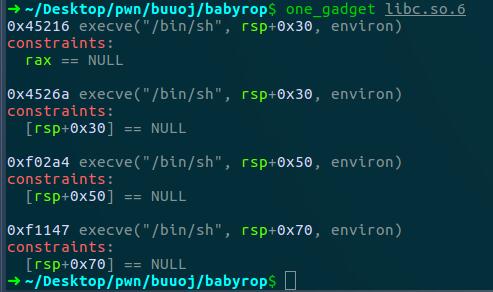 ➜ ~/Desktop/pwn/buuoj/babyrop$ one_gadget libc.so.6
0x45216 execve("/bin/sh", rsp+0x30, environ)
constraints:
  rax == NULL

0x4526a execve("/bin/sh", rsp+0x30, environ)
constraints:
  [rsp+0x30] == NULL

0xf02a4 execve("/bin/sh", rsp+0x50, environ)
constraints:
  [rsp+0x50] == NULL

0xf1147 execve("/bin/sh", rsp+0x70, environ)
constraints:
  [rsp+0x70] == NULL
➜ ~/Desktop/pwn/buuoj/babyrop$